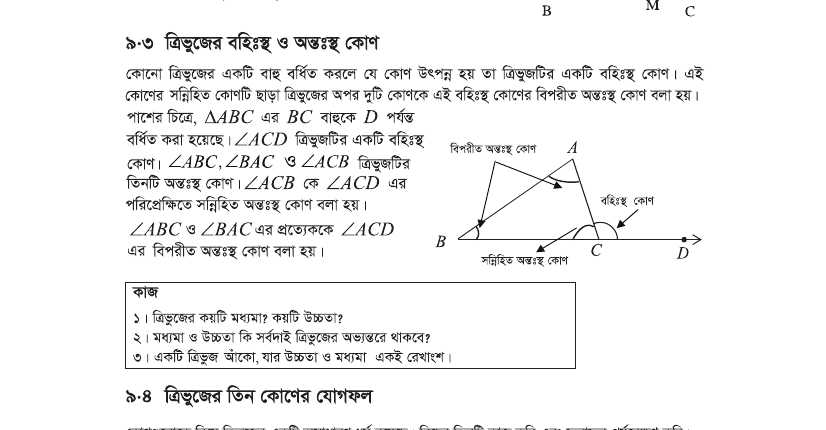 B
M
C
৯·৩ ত্রিভুজের বহিঃস্থ ও অন্তঃস্থ কোণ
কোনো ত্রিভুজের একটি বাহু বর্ধিত করলে যে কোণ উৎপন্ন হয় তা ত্রিভুজটির একটি বহিঃস্থ কোণ। এই
কোণের সন্নিহিত কোণটি ছাড়া ত্রিভুজের অপর দুটি কোণকে এই বহিঃস্থ কোণের বিপরীত অন্তঃস্থ কোণ বলা হয়।
পাশের চিত্রে, ΔABC এর BC বাহুকে D পর্যন্ত
বর্ধিত করা হয়েছে। ∠ACD ত্রিভুজটির একটি বহিঃস্থ
কোণ। ∠ABC, ∠BAC ও ∠ACB ত্রিভুজটির
তিনটি অন্তঃস্থ কোণ। ∠ACB কে ∠ACD এর
পরিপ্রেক্ষিতে সন্নিহিত অন্তঃস্থ কোণ বলা হয়।
∠ABC ও ∠BAC এর প্রত্যেককে ∠ACD
এর বিপরীত অন্তঃস্থ কোণ বলা হয়।
বিপরীত অন্তঃস্থ কোণ
A
বহিঃস্থ কোণ
B
C
D
সন্নিহিত অন্তঃস্থ কোণ
কাজ
১। ত্রিভুজের কয়টি মধ্যমা? কয়টি উচ্চতা?
২। মধ্যমা ও উচ্চতা কি সর্বদাই ত্রিভুজের অভ্যন্তরে থাকবে?
৩। একটি ত্রিভুজ আঁকো, যার উচ্চতা ও মধ্যমা একই রেখাংশ।
৯·৪ ত্রিভুজের তিন কোণের যোগফল